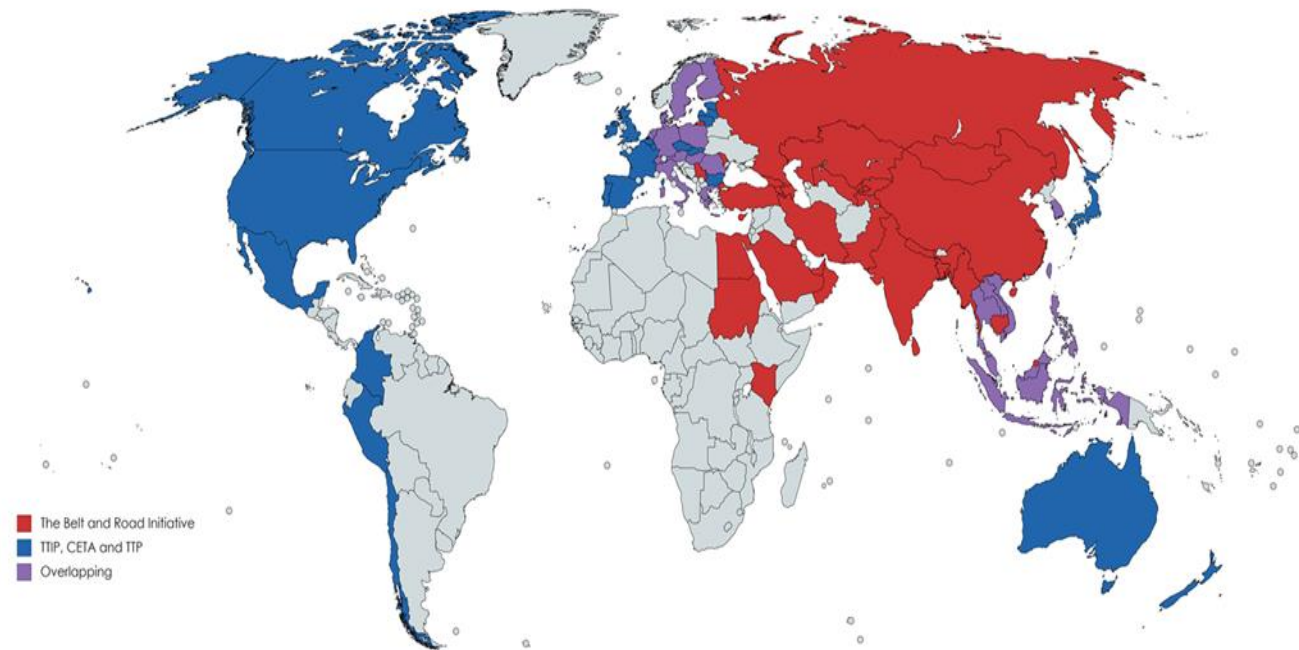 The Belt and Road Initiative
TTIP, CETA and TTP
Overlapping